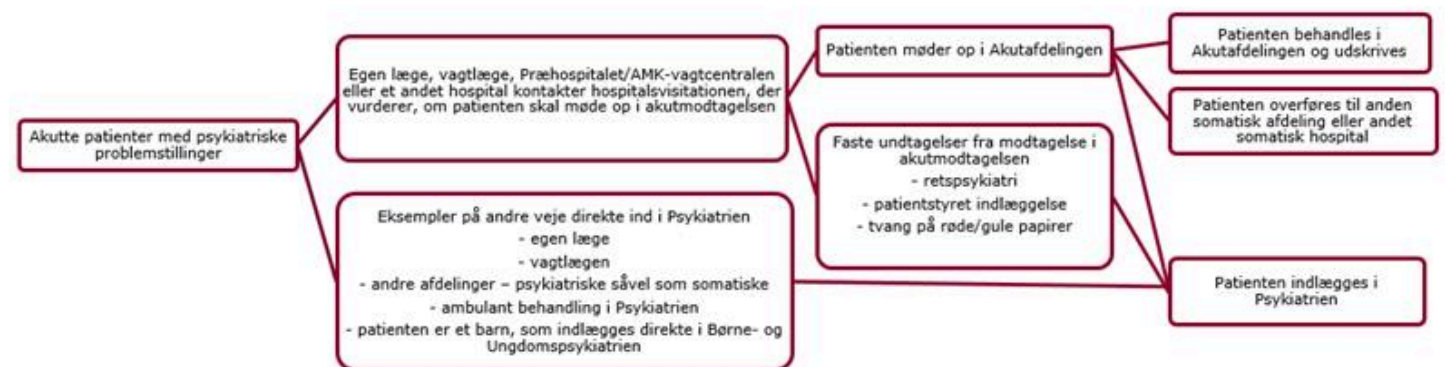 Akutte patienter med psykiatriske
problemstillinger
Egen læge, vagtlæge, Præhospitalet/AMK-vagtcentralen
eller et andet hospital kontakter hospitalsvisitationen, der
vurderer, om patienten skal møde op i akutmodtagelsen
Eksempler på andre veje direkte ind i Psykiatrien
- egen læge
- vagtlægen
- andre afdelinger – psykiatriske såvel som somatiske
- ambulant behandling i Psykiatrien
- patienten er et barn, som indlægges direkte i Børne- og
Ungdomspsykiatrien
Patienten møder op i Akutafdelingen
Faste undtagelser fra modtagelse i
akutmodtagelsen
- retspsykiatri
- patientstyret indlæggelse
- tvang på røde/gule papirer
Patienten behandles i
Akutafdelingen og udskrives
Patienten overføres til anden
somatisk afdeling eller andet
somatisk hospital
Patienten indlægges i
Psykiatrien